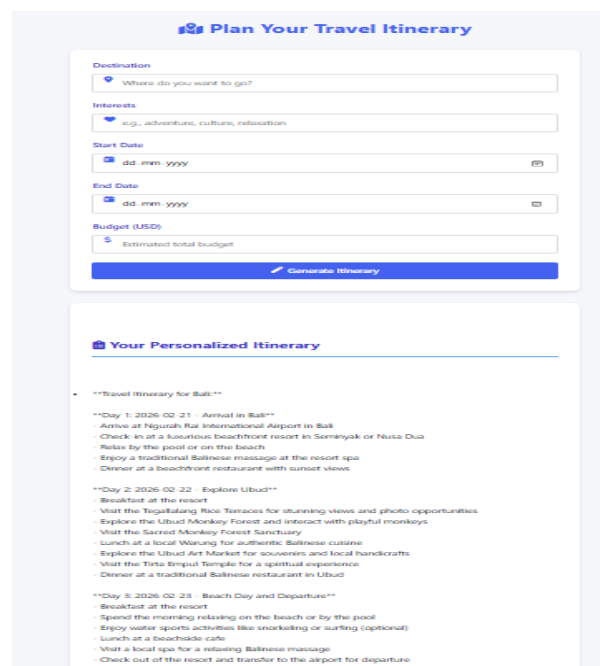 Plan Your Travel Itinerary
Destination
Where do you want to go?
Interests
e.g., adventure, culture, relaxation
Start Date
dd-mm-yyyy
End Date
dd-mm-yyyy
Budget (USD)
$ Estimated total budget
Generate Itinerary
Your Personalized Itinerary
• **Travel Itinerary for Bali:**
**Day 1: 2026-02-21 - Arrival in Bali**
- Arrive at Ngurah Rai International Airport in Bali
- Check in at a luxurious beachfront resort in Seminyak or Nusa Dua
- Relax by the pool or on the beach
- Enjoy a traditional Balinese massage at the resort spa
- Dinner at a beachfront restaurant with sunset views
**Day 2: 2026-02-22 - Explore Ubud**
- Breakfast at the resort
- Visit the Tegallalang Rice Terraces for stunning views and photo opportunities
- Explore the Ubud Monkey Forest and interact with playful monkeys
- Visit the Sacred Monkey Forest Sanctuary
- Lunch at a local Warung for authentic Balinese cuisine
- Explore the Ubud Art Market for souvenirs and local handicrafts
- Visit the Tirta Empul Temple for a spiritual experience
- Dinner at a traditional Balinese restaurant in Ubud
**Day 3: 2026-02-23 - Beach Day and Departure**
- Breakfast at the resort
- Spend the morning relaxing on the beach or by the pool
- Enjoy water sports activities like snorkeling or surfing (optional)
- Lunch at a beachside cafe
- Visit a local spa for a relaxing Balinese massage
- Check out of the resort and transfer to the airport for departure